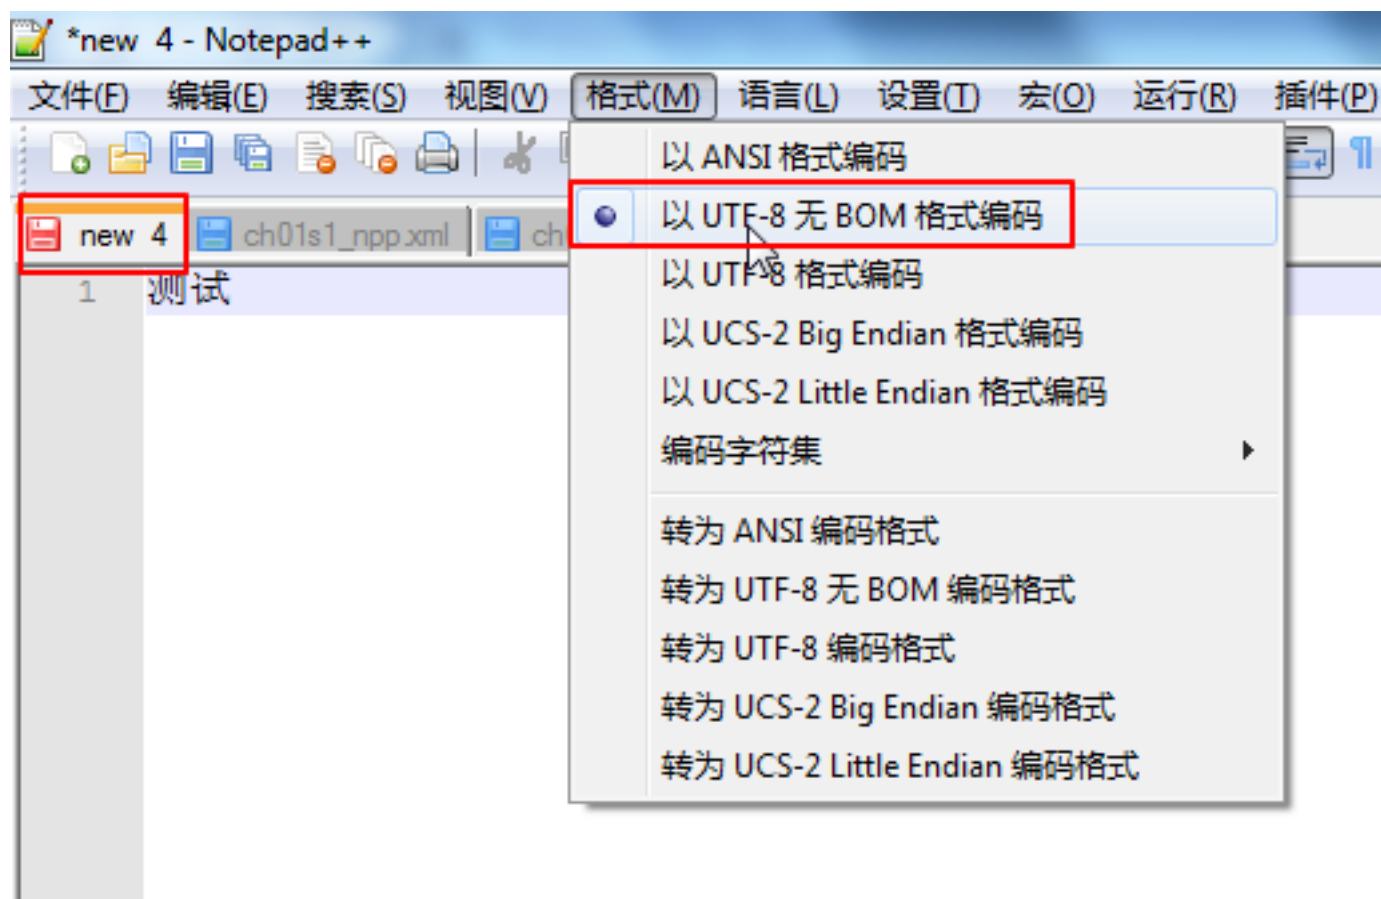 *new 4 - Notepad++
文件(F) 编辑(E) 搜索(S) 视图(V) 格式(M) 语言(L) 设置(T) 宏(O) 运行(R) 插件(P)
new 4 ch01s1_npp.xml ch
1 测试
以 ANSI 格式编码
以 UTF-8 无 BOM 格式编码
以 UTF-8 格式编码
以 UCS-2 Big Endian 格式编码
以 UCS-2 Little Endian 格式编码
编码字符集
转为 ANSI 编码格式
转为 UTF-8 无 BOM 编码格式
转为 UTF-8 编码格式
转为 UCS-2 Big Endian 编码格式
转为 UCS-2 Little Endian 编码格式